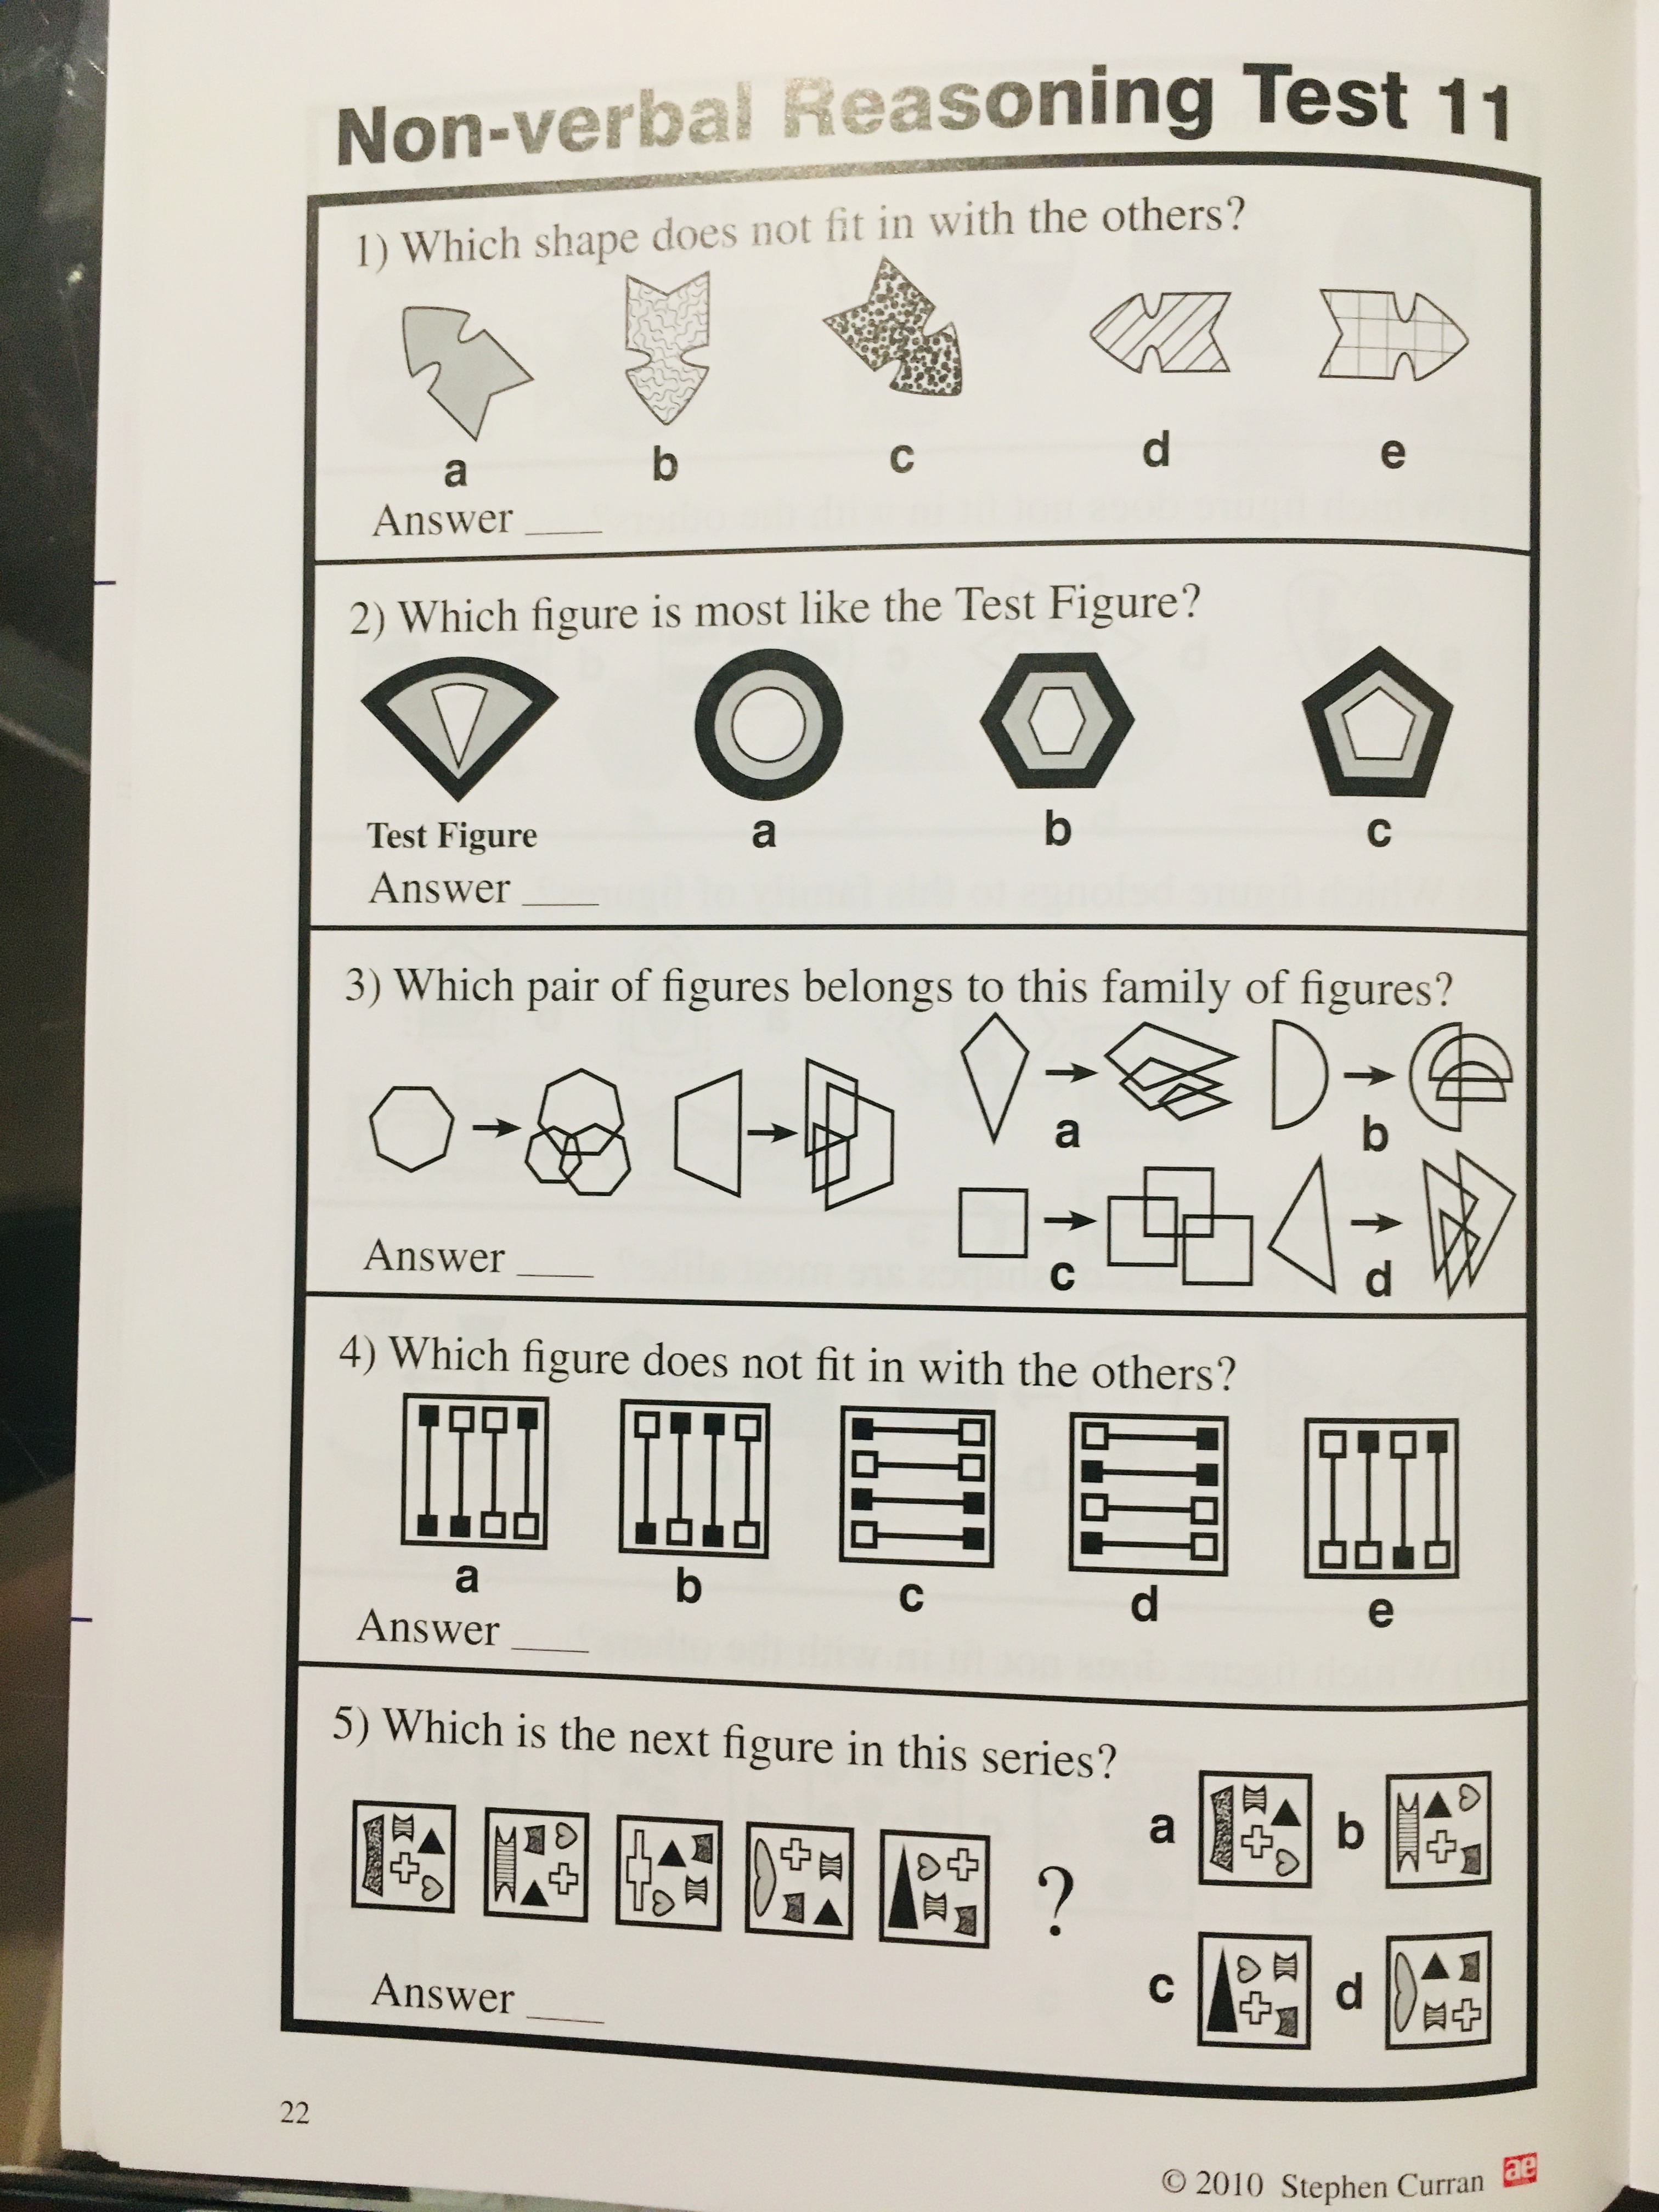 Non-verbal Reasoning Test 11
1) Which shape does not fit in with the others?
a b c d e
Answer ____
2) Which figure is most like the Test Figure?
Test Figure a b c
Answer ____
3) Which pair of figures belongs to this family of figures?
a b
c d
Answer ____
4) Which figure does not fit in with the others?
a b c d e
Answer ____
5) Which is the next figure in this series?
a b
?
c d
Answer ____
22
© 2010 Stephen Curran ae